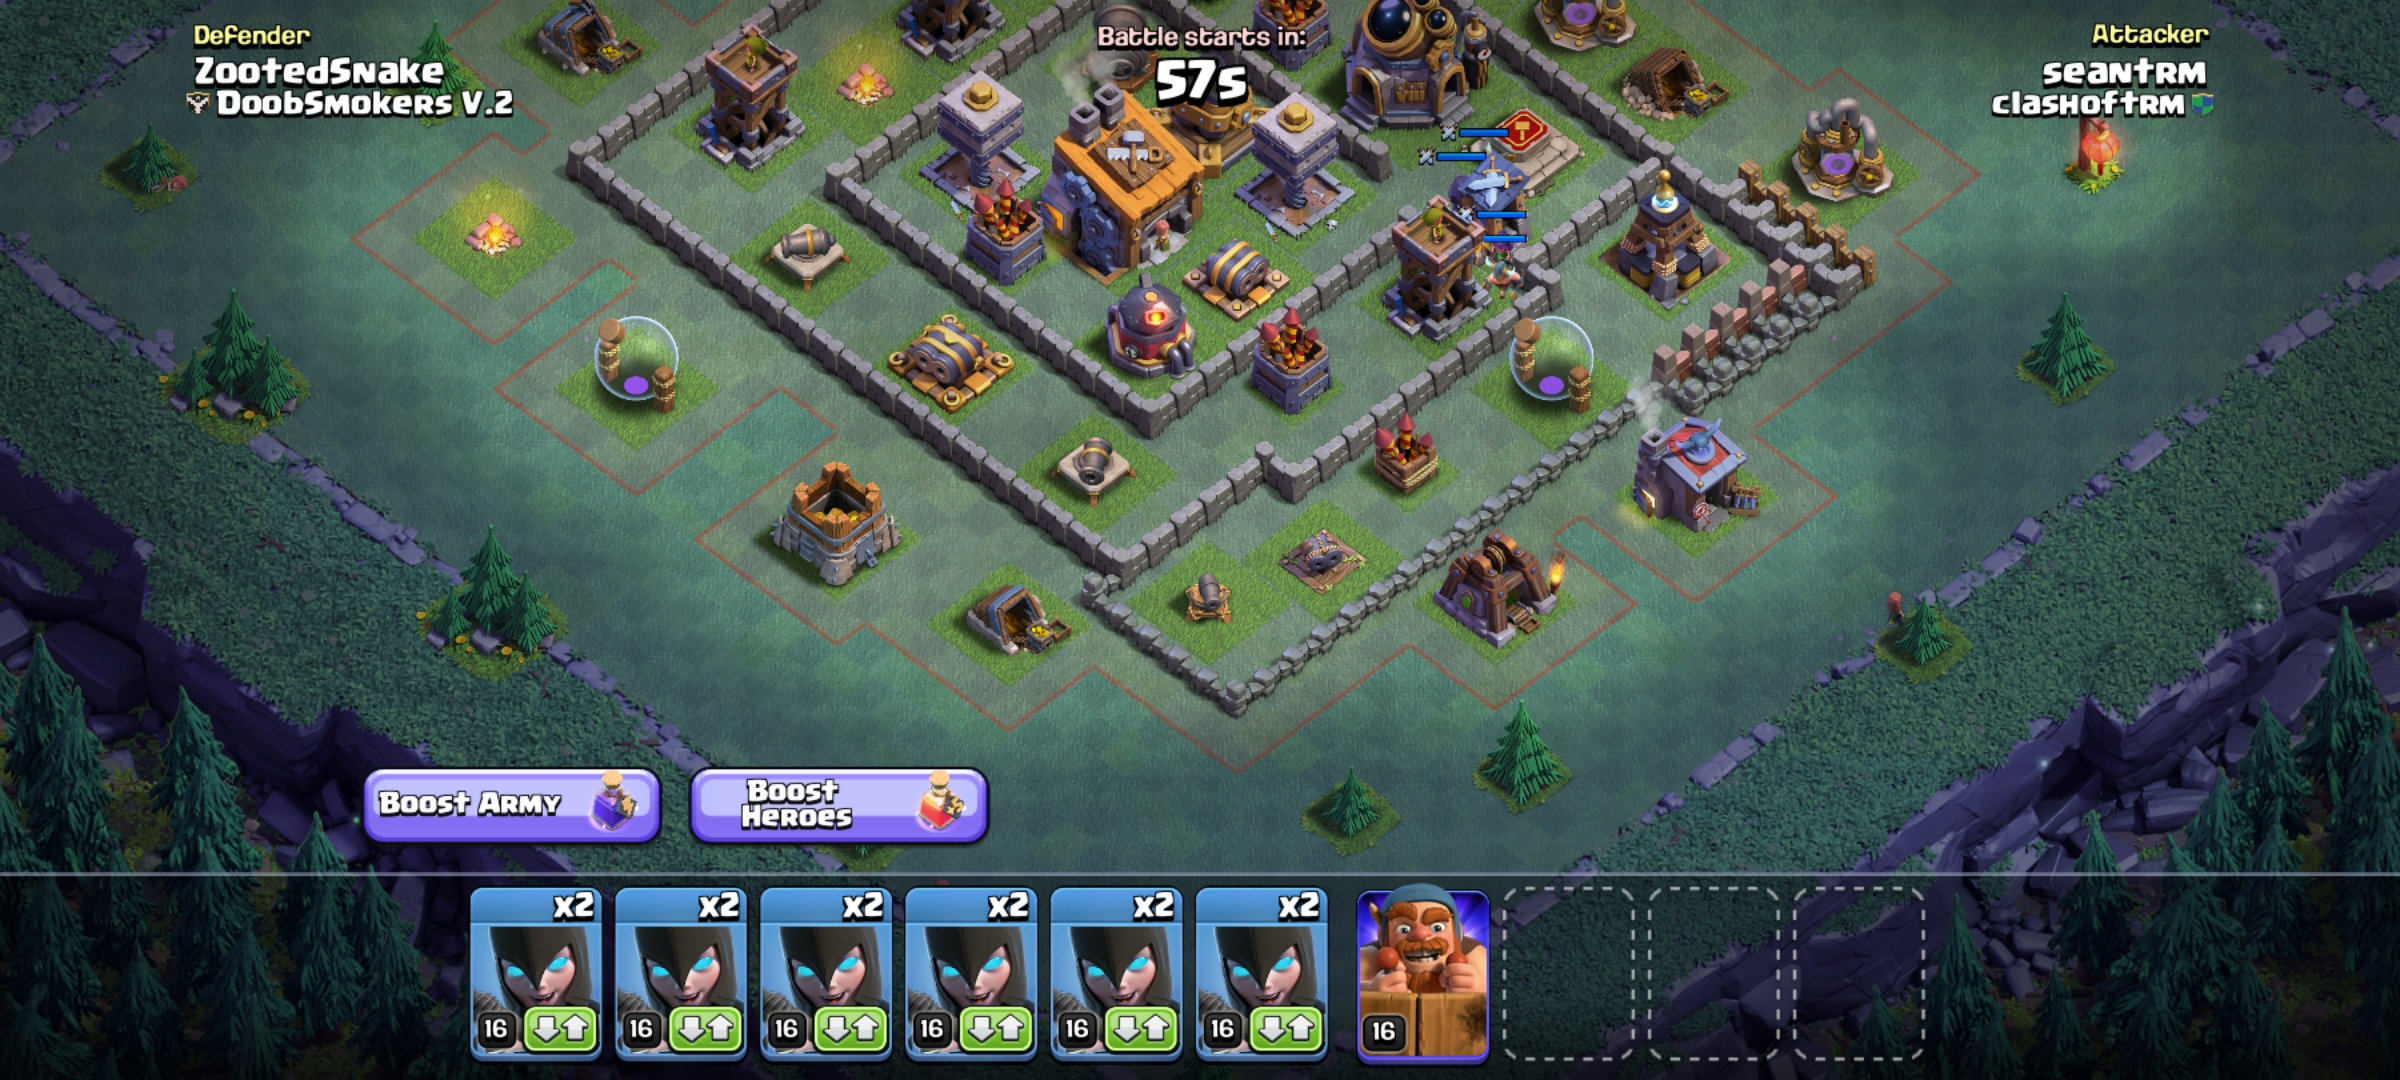 Defender
ZootedSnake
DoobSmokers V.2
Battle starts in:
57s
Attacker
seantRM
clashoftRM
VIII
Boost Army
Boost
Heroes
x2
x2
x2
x2
x2
x2
16
16
16
16
16
16
16